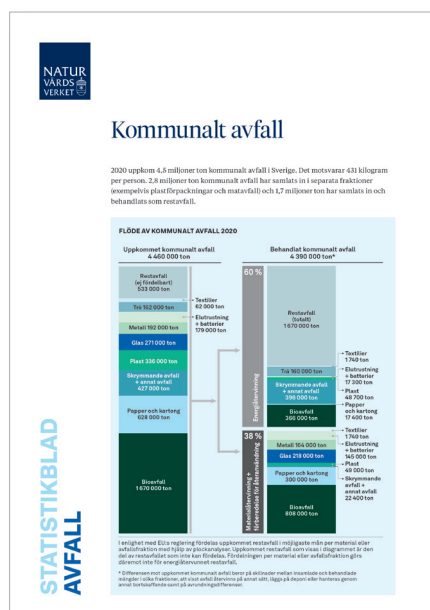 NATUR
VÅRDS
VERKET
Kommunalt avfall
2020 uppkom 4,5 miljoner ton kommunalt avfall i Sverige. Det motsvarar 431 kilogram
per person. 2,8 miljoner ton kommunalt avfall har samlats in i separata fraktioner
(exempelvis plastförpackningar och matavfall) och 1,7 miljoner ton har samlats in och
behandlats som restavfall.
FLÖDE AV KOMMUNALT AVFALL 2020
Uppkommet kommunalt avfall
4 460 000 ton
Behandlat kommunalt avfall
4 390 000 ton*
Restavfall
(ej fördelbart)
533 000 ton
Textilier
62 000 ton
Trä 162 000 ton
Elutrustning
+ batterier
179 000 ton
Metall 192 000 ton
Glas 271 000 ton
Plast 336 000 ton
Skrymmande avfall
+ annat avfall
427 000 ton
Papper och kartong
628 000 ton
Bioavfall
1 670 000 ton
60 %
Energiåtervinning
38 %
Materialåtervinning +
förberedelse för återanvändning
Restavfall
(totalt)
1 670 000 ton
Trä 160 000 ton
Skrymmande avfall
+ annat avfall
398 000 ton
Bioavfall
366 000 ton
Textilier
1 740 ton
Elutrustning
+ batterier
17 300 ton
Plast
48 700 ton
Papper
och kartong
17 400 ton
Metall 164 000 ton
Glas 218 000 ton
Papper och kartong
300 000 ton
Bioavfall
808 000 ton
Textilier
1 740 ton
Elutrustning
+ batterier
145 000 ton
Plast
49 000 ton
Skrymmande
avfall +
annat avfall
22 400 ton
I enlighet med EU:s reglering fördelas uppkommet restavfall i möjligaste mån per material eller
avfallsfraktion med hjälp av plockanalyser. Uppkommet restavfall som visas i diagrammet är den
del av restavfallet som inte kan fördelas. Fördelningen per material eller avfallsfraktion görs
däremot inte för energiutvunnet restavfall.
* Differensen mot uppkommet kommunalt avfall beror på skillnader mellan insamlade och behandlade
mängder i olika fraktioner, att visst avfall återvinns på annat sätt, läggs på deponi eller hanteras genom
annat bortskaffande samt på avrundningsdifferenser.
STATISTIKBLAD
AVFALL